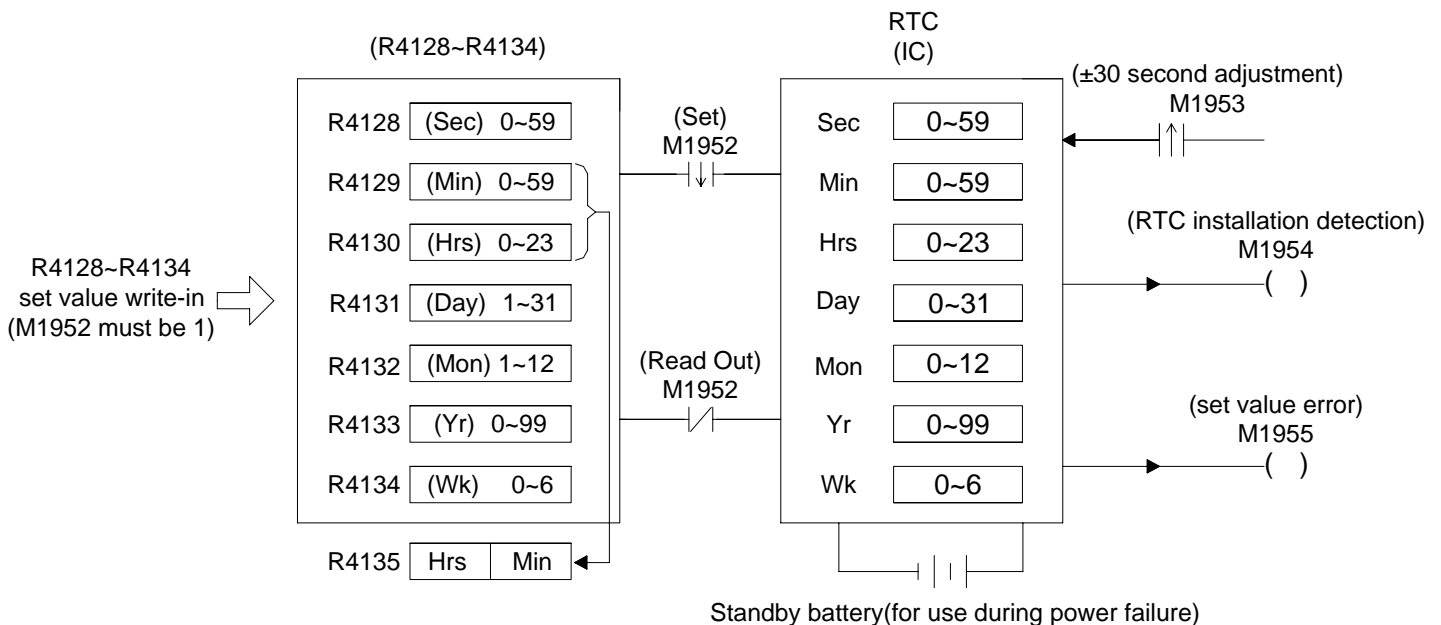 (R4128~R4134)
R4128 (Sec) 0~59
R4129 (Min) 0~59
R4130 (Hrs) 0~23
R4131 (Day) 1~31
R4132 (Mon) 1~12
R4133 (Yr) 0~99
R4134 (Wk) 0~6
R4135 Hrs Min
R4128~R4134
set value write-in
(M1952 must be 1)
(Set)
M1952
(Read Out)
M1952
RTC
(IC)
Sec 0~59
Min 0~59
Hrs 0~23
Day 0~31
Mon 0~12
Yr 0~99
Wk 0~6
(±30 second adjustment)
M1953
(RTC installation detection)
M1954
( )
(set value error)
M1955
( )
Standby battery(for use during power failure)